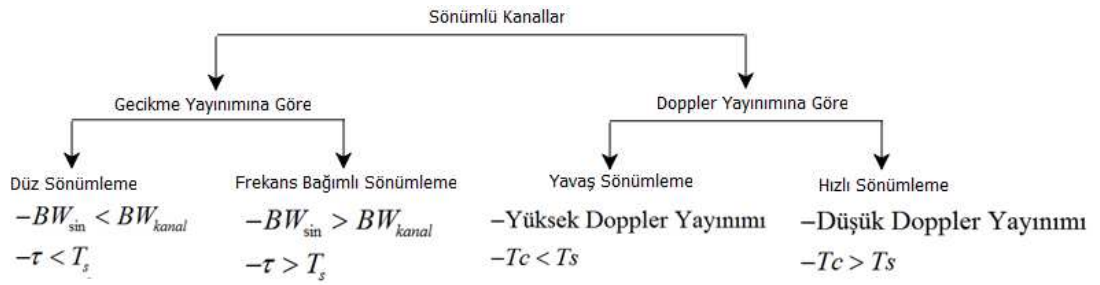 Sönümlü Kanallar
Gecikme Yayınımına Göre
Doppler Yayınımına Göre
Düz Sönümleme
−BW_sin < BW_kanal
−τ < T_s
Frekans Bağımlı Sönümleme
−BW_sin > BW_kanal
−τ > T_s
Yavaş Sönümleme
−Yüksek Doppler Yayınımı
−Tc < Ts
Hızlı Sönümleme
−Düşük Doppler Yayınımı
−Tc > Ts